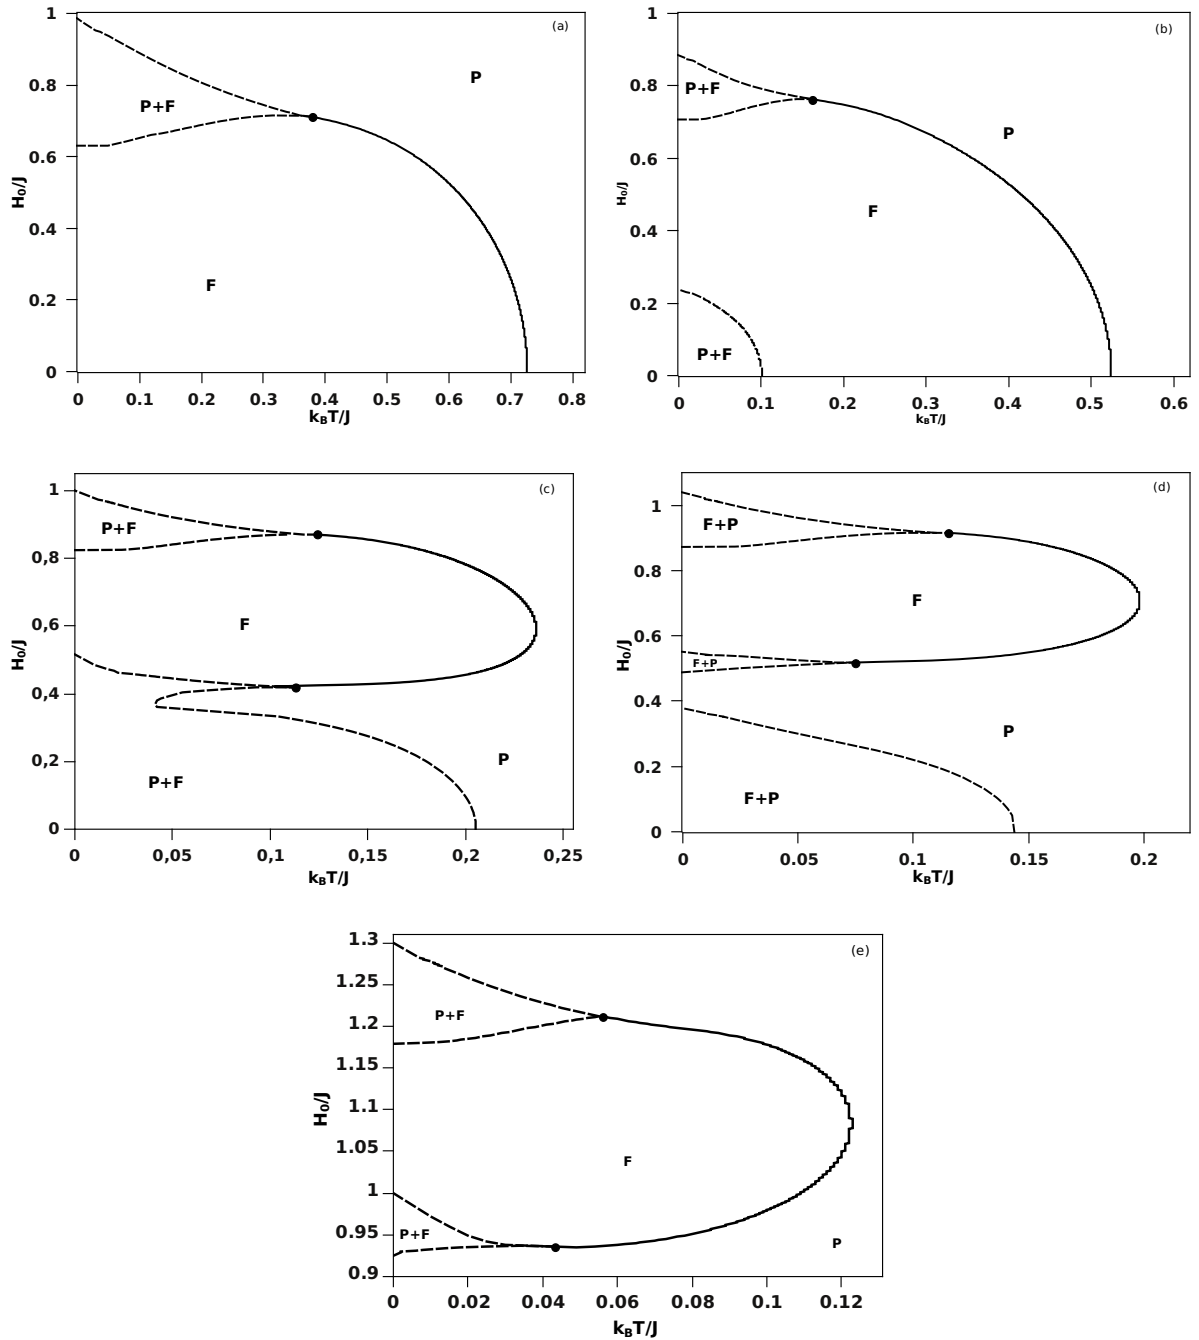 (a)
1
0.8
0.6
0.4
0.2
0
H₀/J
P
P+F
F
0 0.1 0.2 0.3 0.4 0.5 0.6 0.7 0.8
k_BT/J
(b)
1
0.8
0.6
0.4
0.2
0
H₀/J
P+F
P
F
P+F
0 0.1 0.2 0.3 0.4 0.5 0.6
k_BT/J
(c)
1
0,8
0,6
0,4
0,2
0
H₀/J
P+F
F
P
P+F
0 0,05 0,1 0,15 0,2 0,25
k_BT/J
(d)
1
0.8
0.6
0.4
0.2
0
H₀/J
F+P
F
F+P
P
F+P
0 0.05 0.1 0.15 0.2
k_BT/J
(e)
1.3
1.25
1.2
1.15
1.1
1.05
1
0.95
0.9
H₀/J
P+F
F
P+F
P
0 0.02 0.04 0.06 0.08 0.1 0.12
k_BT/J